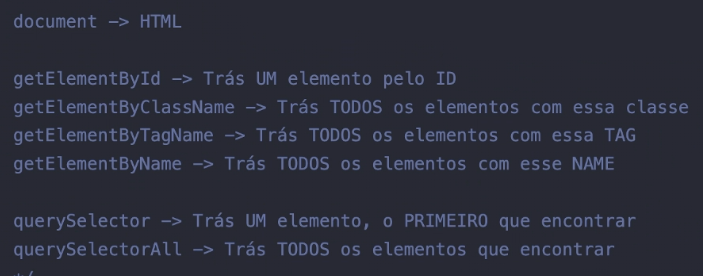 document -> HTML
getElementById -> Trás UM elemento pelo ID
getElementByClassName -> Trás TODOS os elementos com essa classe
getElementByTagName -> Trás TODOS os elementos com essa TAG
getElementByName -> Trás TODOS os elementos com esse NAME
querySelector -> Trás UM elemento, o PRIMEIRO que encontrar
querySelectorAll -> Trás TODOS os elementos que encontrar